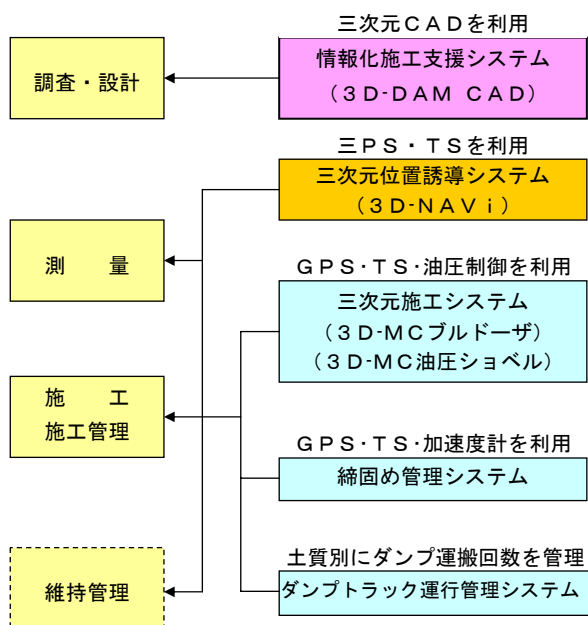 三次元ＣＡＤを利用
調査・設計
情報化施工支援システム
（３Ｄ-ＤＡＭ ＣＡＤ）
三ＰＳ・ＴＳを利用
三次元位置誘導システム
（３Ｄ-ＮＡＶｉ）
測　量
ＧＰＳ・ＴＳ・油圧制御を利用
三次元施工システム
（３Ｄ-ＭＣブルドーザ）
（３Ｄ-ＭＣ油圧ショベル）
施　工
施工管理
ＧＰＳ・ＴＳ・加速度計を利用
締固め管理システム
土質別にダンプ運搬回数を管理
維持管理
ダンプトラック運行管理システム